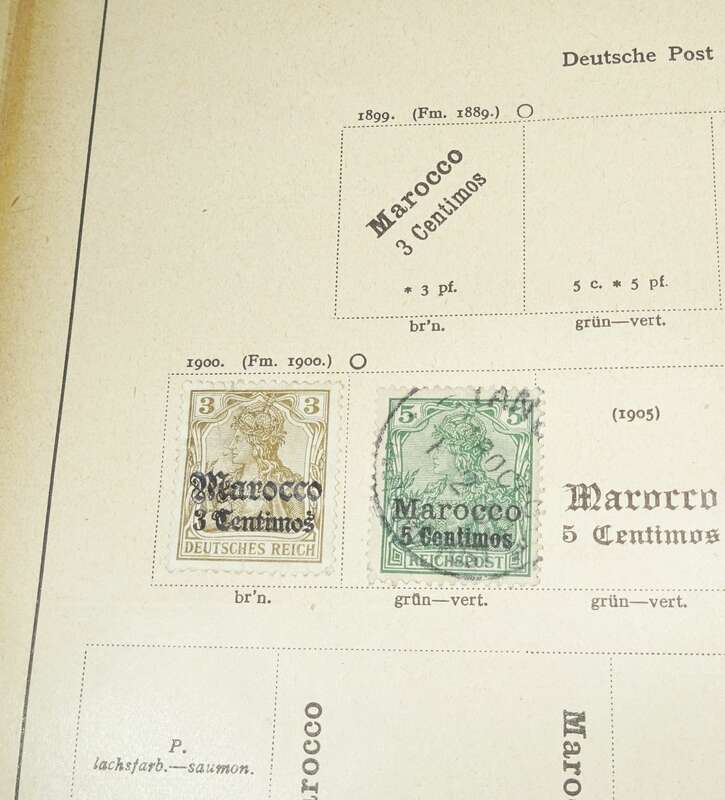 Deutsche Post
1899. (Fm. 1889.)
Marocco
3 Centimos
* 3 pf.
5 c. * 5 pf.
br'n.
grün—vert.
1900. (Fm. 1900.)
3 3
Marocco
3 Centimos
DEUTSCHES REICH
5 5
Marocco
5 Centimos
REICHSPOST
(1905)
Marocco
5 Centimos
br'n.
grün—vert.
grün—vert.
P.
lachsfarb.—saumon.